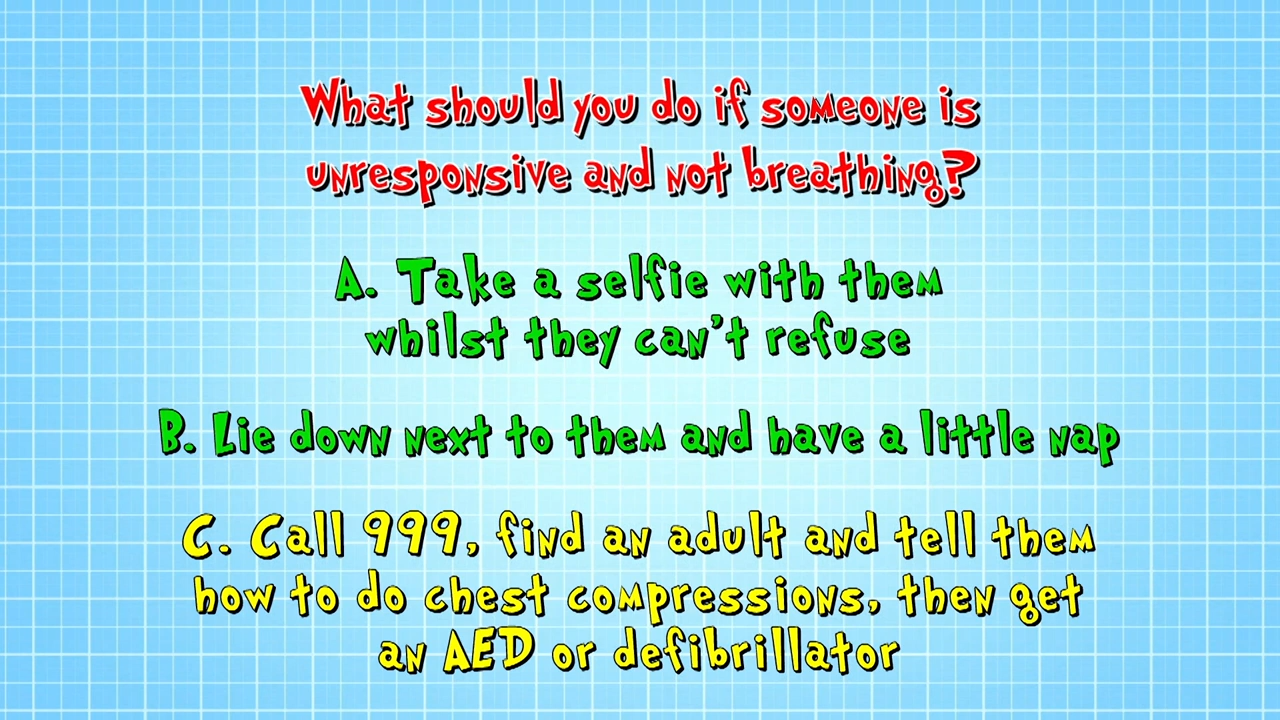 What should you do if someone is
unresponsive and not breathing?
A. Take a selfie with them
whilst they can't refuse
B. Lie down next to them and have a little nap
C. Call 999, find an adult and tell them
how to do chest compressions, then get
an AED or defibrillator